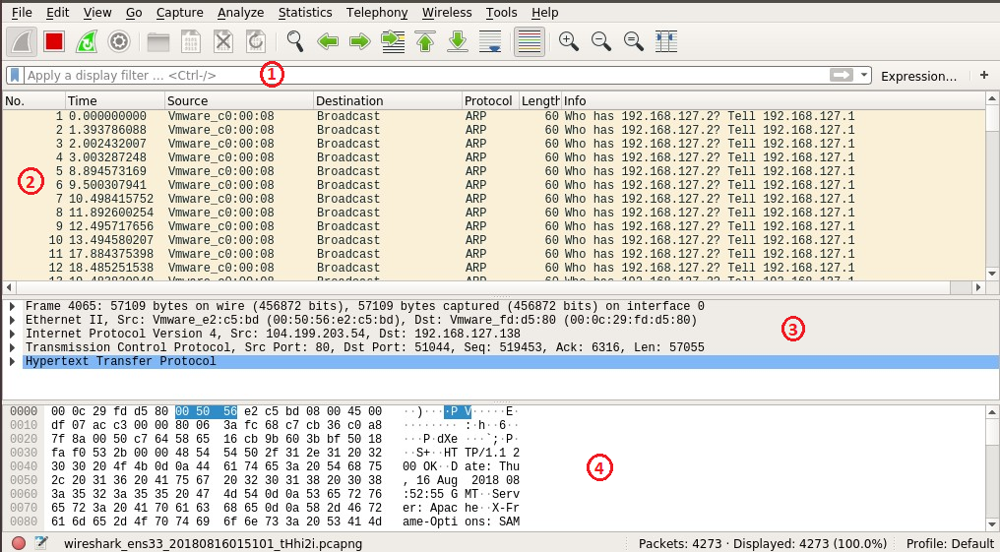 File Edit View Go Capture Analyze Statistics Telephony Wireless Tools Help
Apply a display filter ... <Ctrl-/> 1 Expression... +
No. Time Source Destination Protocol Length Info
1 0.000000000 Vmware_c0:00:08 Broadcast ARP 60 Who has 192.168.127.2? Tell 192.168.127.1
2 1.393786088 Vmware_c0:00:08 Broadcast ARP 60 Who has 192.168.127.2? Tell 192.168.127.1
3 2.002432007 Vmware_c0:00:08 Broadcast ARP 60 Who has 192.168.127.2? Tell 192.168.127.1
4 3.003287248 Vmware_c0:00:08 Broadcast ARP 60 Who has 192.168.127.2? Tell 192.168.127.1
5 8.894573169 Vmware_c0:00:08 Broadcast ARP 60 Who has 192.168.127.2? Tell 192.168.127.1
2
6 9.500307941 Vmware_c0:00:08 Broadcast ARP 60 Who has 192.168.127.2? Tell 192.168.127.1
7 10.498415752 Vmware_c0:00:08 Broadcast ARP 60 Who has 192.168.127.2? Tell 192.168.127.1
8 11.892600254 Vmware_c0:00:08 Broadcast ARP 60 Who has 192.168.127.2? Tell 192.168.127.1
9 12.495717656 Vmware_c0:00:08 Broadcast ARP 60 Who has 192.168.127.2? Tell 192.168.127.1
10 13.494580207 Vmware_c0:00:08 Broadcast ARP 60 Who has 192.168.127.2? Tell 192.168.127.1
11 17.884375398 Vmware_c0:00:08 Broadcast ARP 60 Who has 192.168.127.2? Tell 192.168.127.1
12 18.485251538 Vmware_c0:00:08 Broadcast ARP 60 Who has 192.168.127.2? Tell 192.168.127.1
Frame 4065: 57109 bytes on wire (456872 bits), 57109 bytes captured (456872 bits) on interface 0
Ethernet II, Src: Vmware_e2:c5:bd (00:50:56:e2:c5:bd), Dst: Vmware_fd:d5:80 (00:0c:29:fd:d5:80)
Internet Protocol Version 4, Src: 104.199.203.54, Dst: 192.168.127.138
3
Transmission Control Protocol, Src Port: 80, Dst Port: 51044, Seq: 519453, Ack: 6316, Len: 57055
Hypertext Transfer Protocol
0000 00 0c 29 fd d5 80 00 50 56 e2 c5 bd 08 00 45 00 ··)····P V·····E·
0010 df 07 ac c3 00 00 80 06 3a fc 68 c7 cb 36 c0 a8 ········ :·h··6··
0020 7f 8a 00 50 c7 64 58 65 16 cb 9b 60 3b bf 50 18 ···P·dXe ···`;·P·
0030 fa f0 53 2b 00 00 48 54 54 50 2f 31 2e 31 20 32 ··S+··HT TP/1.1 2
0040 30 30 20 4f 4b 0d 0a 44 61 74 65 3a 20 54 68 75 00 OK··D ate: Thu
0050 2c 20 31 36 20 41 75 67 20 32 30 31 38 20 30 38 , 16 Aug 2018 08
4
0060 3a 35 32 3a 35 35 20 47 4d 54 0d 0a 53 65 72 76 :52:55 G MT··Serv
0070 65 72 3a 20 41 70 61 63 68 65 0d 0a 58 2d 46 72 er: Apac he··X-Fr
0080 61 6d 65 2d 4f 70 74 69 6f 6e 73 3a 20 53 41 4d ame-Opti ons: SAM
wireshark_ens33_20180816015101_tHhi2i.pcapng Packets: 4273 · Displayed: 4273 (100.0%) Profile: Default